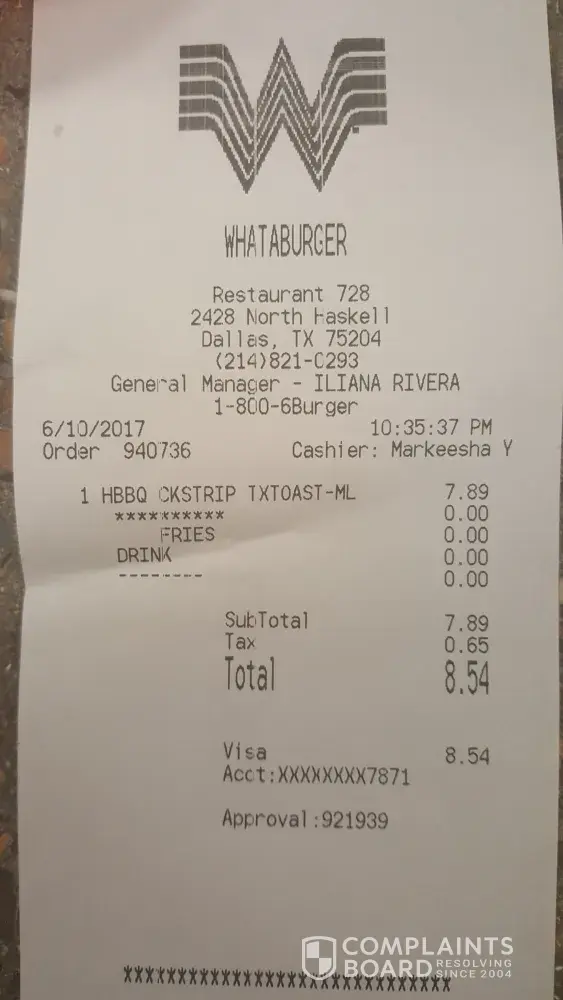 WHATABURGER
Restaurant 728
2428 North Haskell
Dallas, TX 75204
(214)821-0293
General Manager - ILIANA RIVERA
1-800-6Burger
6/10/2017 10:35:37 PM
Order 940736 Cashier: Markeesha Y
1 HBBQ CKSTRIP TXTOAST-ML 7.89
********** 0.00
FRIES 0.00
DRINK 0.00
-------- 0.00
SubTotal 7.89
Tax 0.65
Total 8.54
Visa 8.54
Acct:XXXXXXXX7871
Approval:921939
COMPLAINTS
BOARD RESOLVING
SINCE 2004
************************************